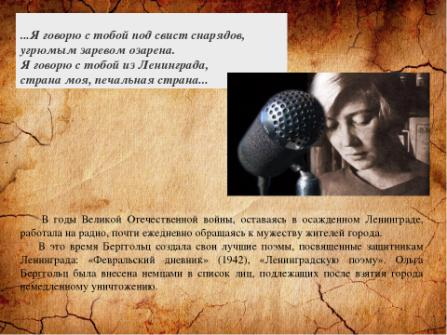 ...Я говорю с тобой под свист снарядов,
угрюмым заревом озарена.
Я говорю с тобой из Ленинграда,
страна моя, печальная страна...
В годы Великой Отечественной войны, оставаясь в осажденном Ленинграде,
работала на радио, почти ежедневно обращаясь к мужеству жителей города.
В это время Берггольц создала свои лучшие поэмы, посвященные защитникам
Ленинграда: «Февральский дневник» (1942), «Ленинградскую поэму». Ольга
Берггольц была внесена немцами в список лиц, подлежащих после взятия города
немедленному уничтожению.